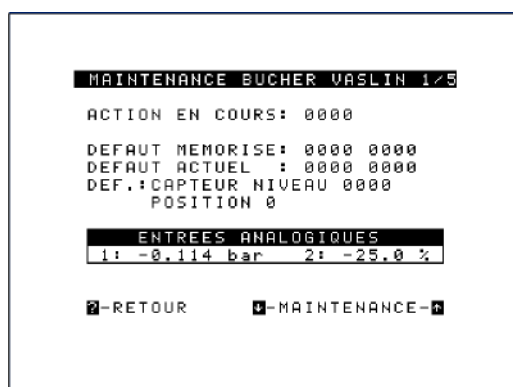 MAINTENANCE BUCHER VASLIN 1/5
ACTION EN COURS: 0000
DEFAUT MEMORISE: 0000 0000
DEFAUT ACTUEL : 0000 0000
DEF.:CAPTEUR NIVEAU 0000
POSITION 0
ENTREES ANALOGIQUES
1: -0.114 bar 2: -25.0 %
?-RETOUR ↓-MAINTENANCE-↑